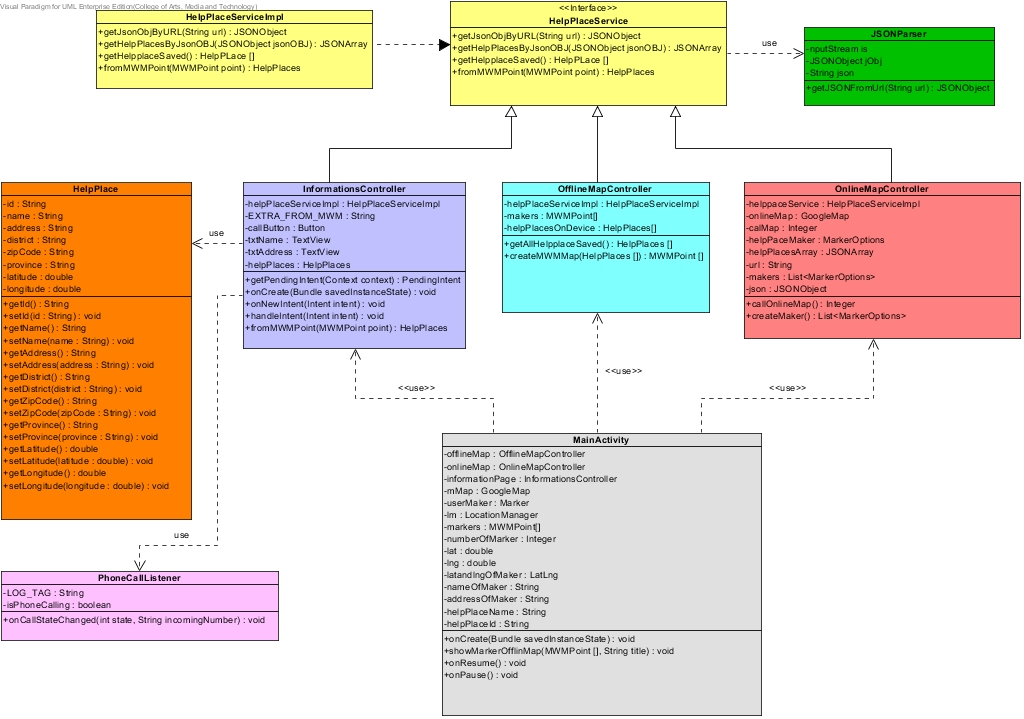 Visual Paradigm for UML Enterprise Edition(College of Arts, Media and Technology)
HelpPlaceServiceImpl
+getJsonObjByURL(String url) : JSONObject
+getHelpPlacesByJsonOBJ(JSONObject jsonOBJ) : JSONArray
+getHelpplaceSaved() : HelpPLace []
+fromMWMPoint(MWMPoint point) : HelpPlaces
<<Interface>>
HelpPlaceService
+getJsonObjByURL(String url) : JSONObject
+getHelpPlacesByJsonOBJ(JSONObject jsonOBJ) : JSONArray
+getHelpplaceSaved() : HelpPLace []
+fromMWMPoint(MWMPoint point) : HelpPlaces
use
JSONParser
-nputStream is
-JSONObject jObj
-String json
+getJSONFromUrl(String url) : JSONObject
HelpPlace
-id : String
-name : String
-address : String
-district : String
-zipCode : String
-province : String
-latitude : double
-longitude : double
+getId() : String
+setId(id : String) : void
+getName() : String
+setName(name : String) : void
+getAddress() : String
+setAddress(address : String) : void
+getDistrict() : String
+setDistrict(district : String) : void
+getZipCode() : String
+setZipCode(zipCode : String) : void
+getProvince() : String
+setProvince(province : String) : void
+getLatitude() : double
+setLatitude(latitude : double) : void
+getLongitude() : double
+setLongitude(longitude : double) : void
use
InformationsController
-helpPlaceServiceImpl : HelpPlaceServiceImpl
-EXTRA_FROM_MWM : String
-callButton : Button
-txtName : TextView
-txtAddress : TextView
-helpPlaces : HelpPlaces
+getPendingIntent(Context context) : PendingIntent
+onCreate(Bundle savedInstanceState) : void
+onNewIntent(Intent intent) : void
+handleIntent(Intent intent) : void
+fromMWMPoint(MWMPoint point) : HelpPlaces
OfflineMapController
-helpPlaceServiceImpl : HelpPlaceServiceImpl
-makers : MWMPoint[]
-helpPlacesOnDevice : HelpPlaces[]
+getAllHelpplaceSaved() : HelpPlaces []
+createMWMMap(HelpPlaces []) : MWMPoint []
OnlineMapController
-helppaceService : HelpPlaceServiceImpl
-onlineMap : GoogleMap
-calMap : Integer
-helpPaceMaker : MarkerOptions
-helpPlacesArray : JSONArray
-url : String
-makers : List<MarkerOptions>
-json : JSONObject
+callOnlineMap() : Integer
+createMaker() : List<MarkerOptions>
<<use>>
<<use>>
<<use>>
use
PhoneCallListener
-LOG_TAG : String
-isPhoneCalling : boolean
+onCallStateChanged(int state, String incomingNumber) : void
MainActivity
-offlineMap : OfflineMapController
-onlineMap : OnlineMapController
-informationPage : InformationsController
-mMap : GoogleMap
-userMaker : Marker
-lm : LocationManager
-markers : MWMPoint[]
-numberOfMarker : Integer
-lat : double
-lng : double
-latandlngOfMaker : LatLng
-nameOfMaker : String
-addressOfMaker : String
-helpPlaceName : String
-helpPlaceId : String
+onCreate(Bundle savedInstanceState) : void
+showMarkerOfflinMap(MWMPoint [], String title) : void
+onResume() : void
+onPause() : void